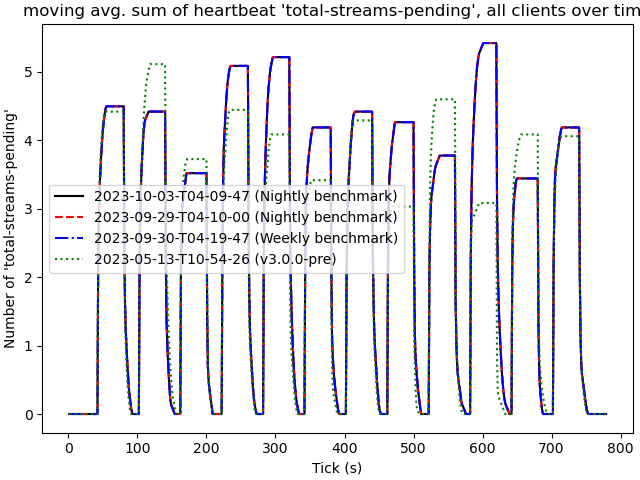 moving avg. sum of heartbeat 'total-streams-pending', all clients over tim
Number of 'total-streams-pending'
5
4
3
2
1
0
2023-10-03-T04-09-47 (Nightly benchmark)
2023-09-29-T04-10-00 (Nightly benchmark)
2023-09-30-T04-19-47 (Weekly benchmark)
2023-05-13-T10-54-26 (v3.0.0-pre)
0 100 200 300 400 500 600 700 800
Tick (s)